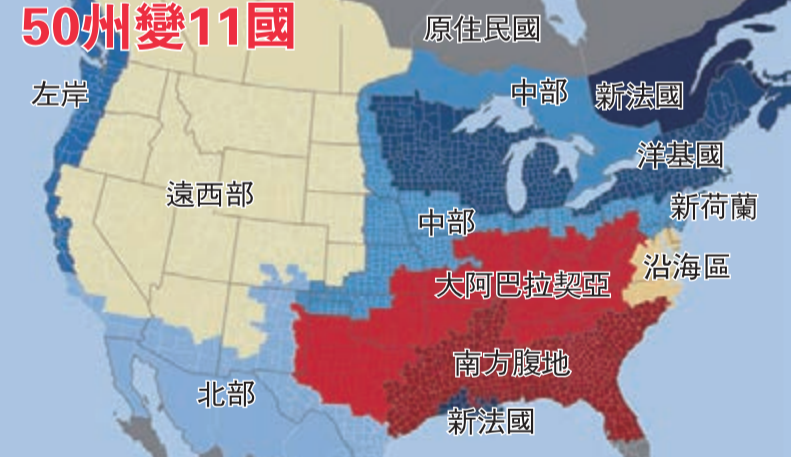 50州變11國
原住民國
左岸
中部
新法國
洋基國
遠西部
新荷蘭
中部
沿海區
大阿巴拉契亞
南方腹地
北部
新法國